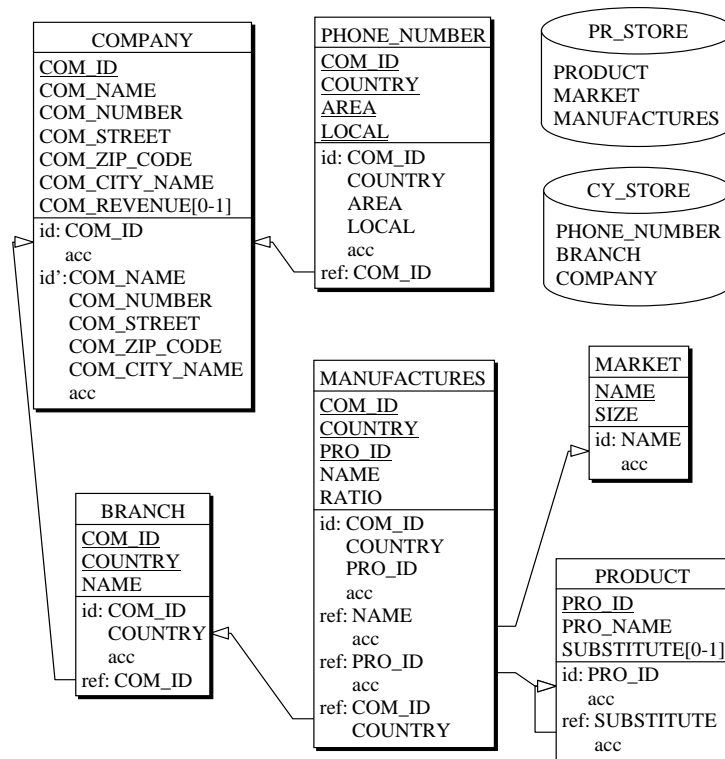 COMPANY
COM_ID
COM_NAME
COM_NUMBER
COM_STREET
COM_ZIP_CODE
COM_CITY_NAME
COM_REVENUE[0-1]
id: COM_ID
acc
id’:COM_NAME
COM_NUMBER
COM_STREET
COM_ZIP_CODE
COM_CITY_NAME
acc
PHONE_NUMBER
COM_ID
COUNTRY
AREA
LOCAL
id: COM_ID
COUNTRY
AREA
LOCAL
acc
ref: COM_ID
PR_STORE
PRODUCT
MARKET
MANUFACTURES
CY_STORE
PHONE_NUMBER
BRANCH
COMPANY
MANUFACTURES
COM_ID
COUNTRY
PRO_ID
NAME
RATIO
id: COM_ID
COUNTRY
PRO_ID
acc
ref: NAME
acc
ref: PRO_ID
acc
ref: COM_ID
COUNTRY
MARKET
NAME
SIZE
id: NAME
acc
BRANCH
COM_ID
COUNTRY
NAME
id: COM_ID
COUNTRY
acc
ref: COM_ID
PRODUCT
PRO_ID
PRO_NAME
SUBSTITUTE[0-1]
id: PRO_ID
acc
ref: SUBSTITUTE
acc